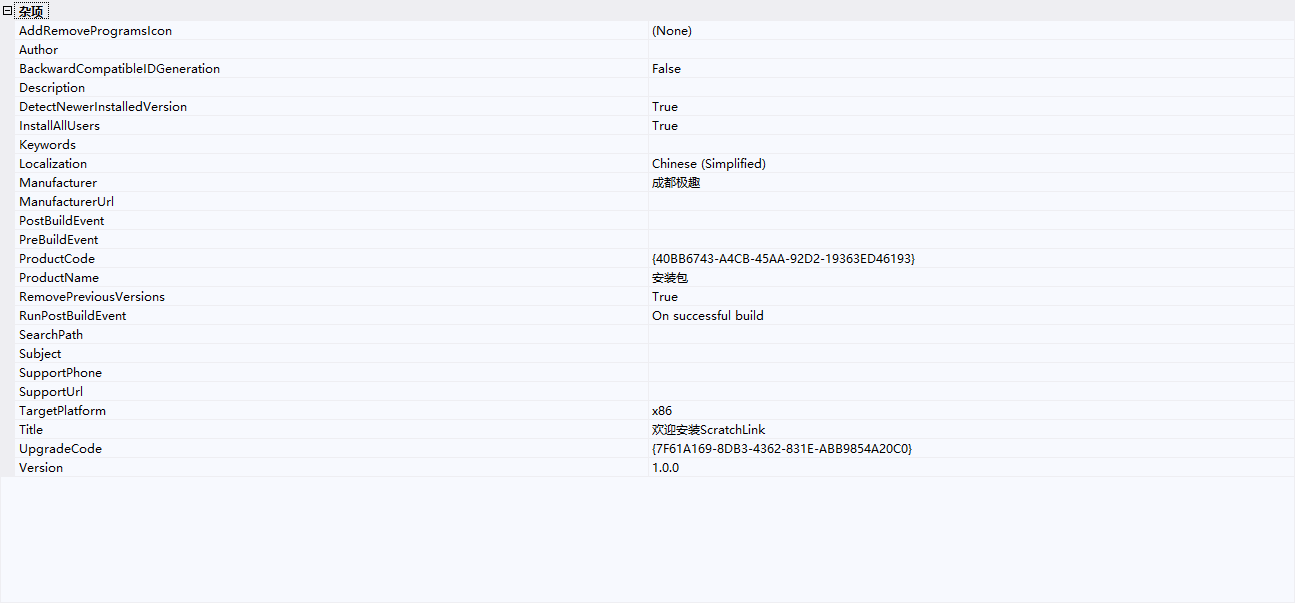 杂项
AddRemoveProgramsIcon (None)
Author
BackwardCompatibleIDGeneration False
Description
DetectNewerInstalledVersion True
InstallAllUsers True
Keywords
Localization Chinese (Simplified)
Manufacturer 成都极趣
ManufacturerUrl
PostBuildEvent
PreBuildEvent
ProductCode {40BB6743-A4CB-45AA-92D2-19363ED46193}
ProductName 安装包
RemovePreviousVersions True
RunPostBuildEvent On successful build
SearchPath
Subject
SupportPhone
SupportUrl
TargetPlatform x86
Title 欢迎安装ScratchLink
UpgradeCode {7F61A169-8DB3-4362-831E-ABB9854A20C0}
Version 1.0.0